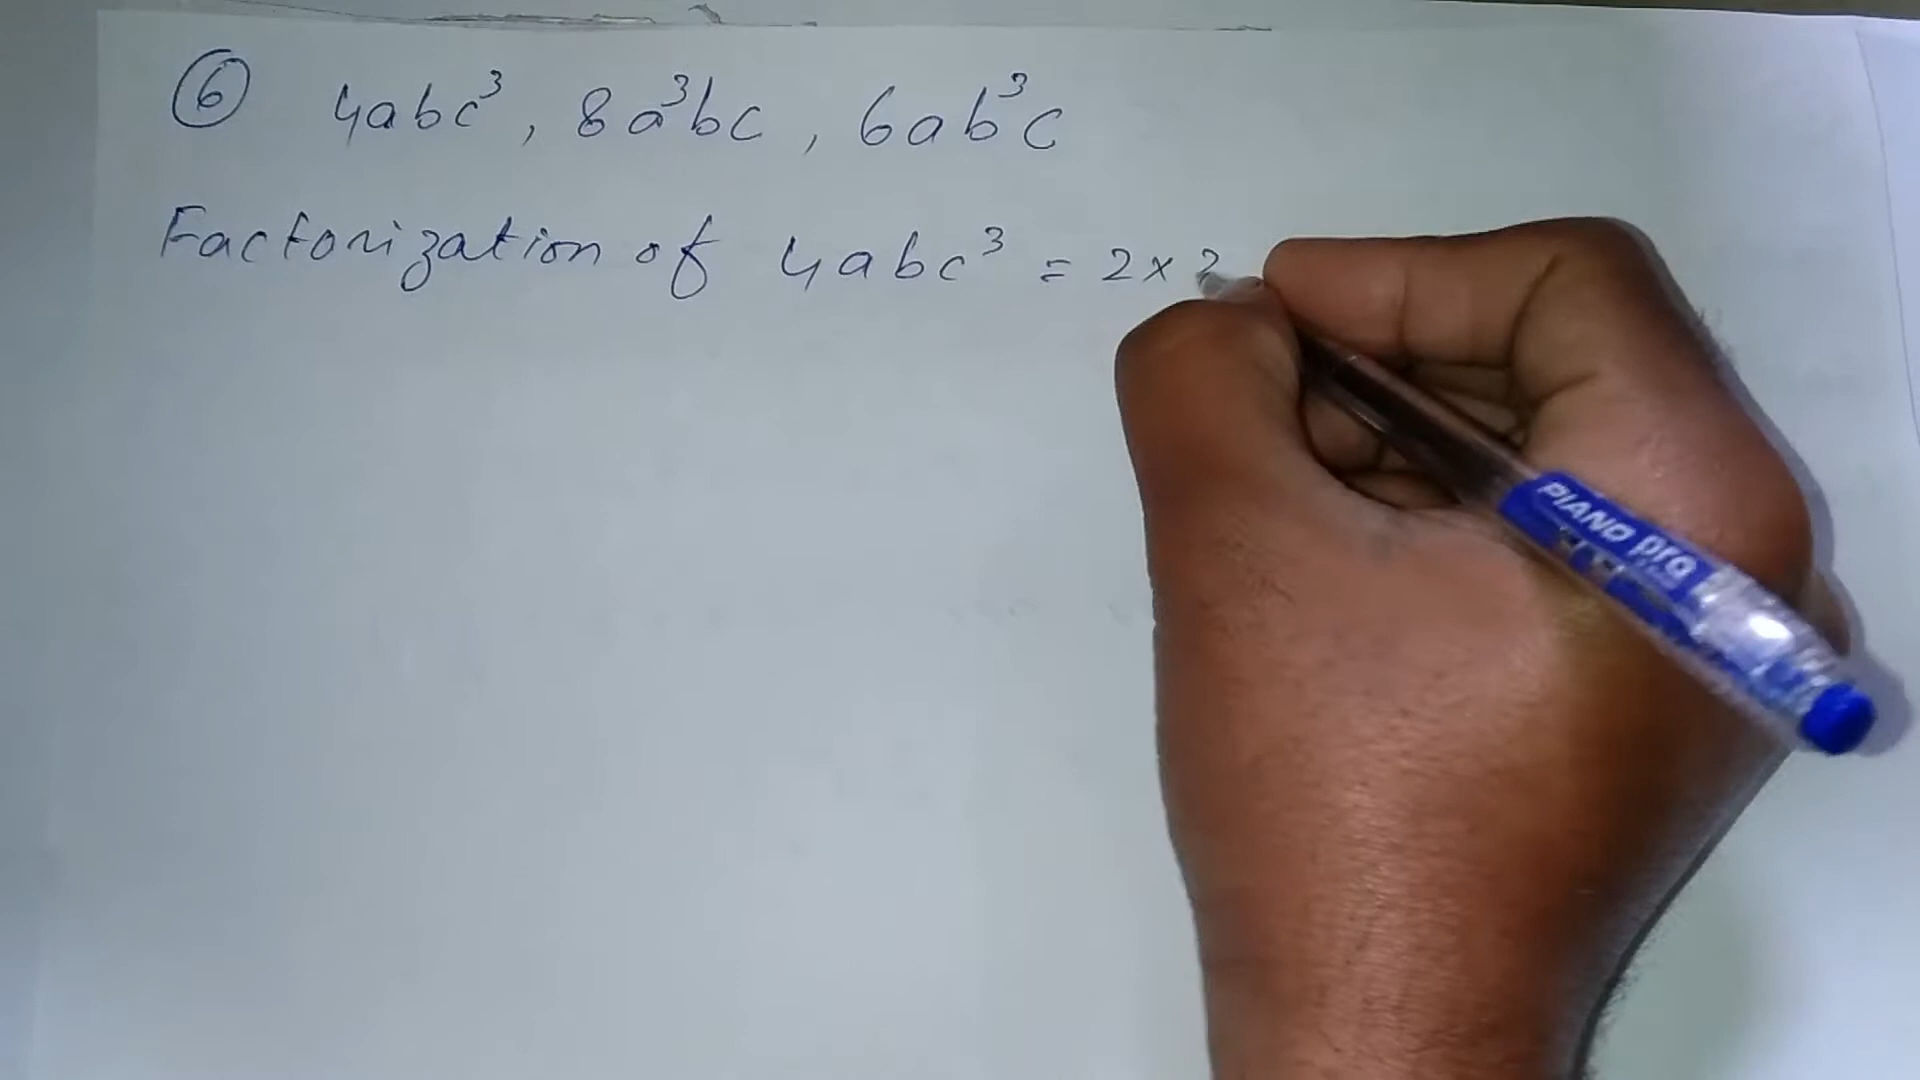 6 4abc³, 8a³bc, 6ab³c
Factorization of 4abc³ = 2×2
PIANO pro